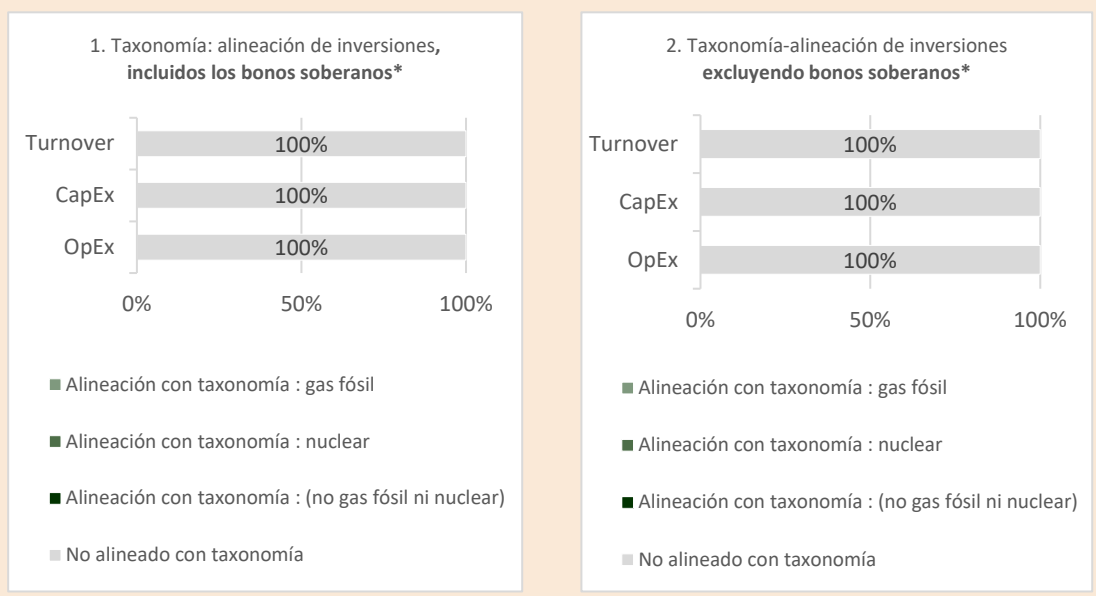 1. Taxonomía: alineación de inversiones,
incluidos los bonos soberanos*
Turnover
100%
CapEx
100%
OpEx
100%
0%
50%
100%
Alineación con taxonomía : gas fósil
Alineación con taxonomía : nuclear
Alineación con taxonomía : (no gas fósil ni nuclear)
No alineado con taxonomía
2. Taxonomía-alineación de inversiones
excluyendo bonos soberanos*
Turnover
100%
CapEx
100%
OpEx
100%
0%
50%
100%
Alineación con taxonomía : gas fósil
Alineación con taxonomía : nuclear
Alineación con taxonomía : (no gas fósil ni nuclear)
No alineado con taxonomía